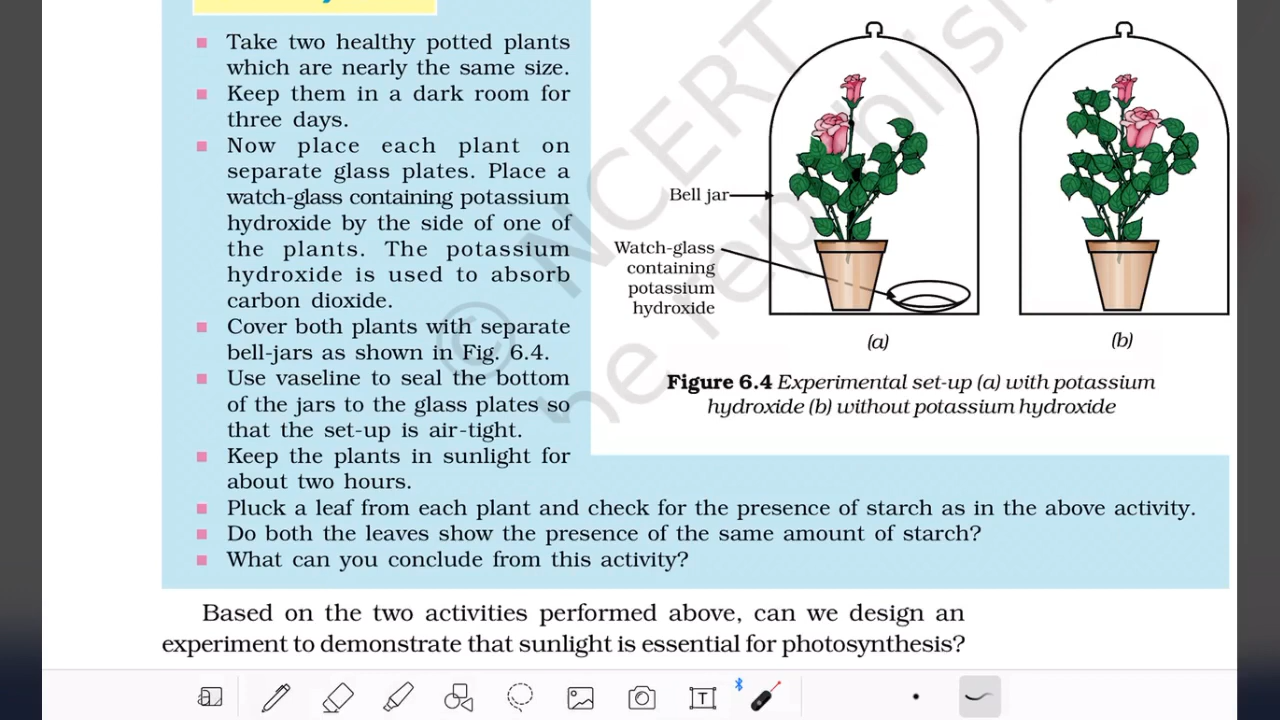 Take two healthy potted plants
which are nearly the same size.
Keep them in a dark room for
three days.
Now place each plant on
separate glass plates. Place a
watch-glass containing potassium
hydroxide by the side of one of
the plants. The potassium
hydroxide is used to absorb
carbon dioxide.
Cover both plants with separate
bell-jars as shown in Fig. 6.4.
Use vaseline to seal the bottom
of the jars to the glass plates so
that the set-up is air-tight.
Keep the plants in sunlight for
about two hours.
Pluck a leaf from each plant and check for the presence of starch as in the above activity.
Do both the leaves show the presence of the same amount of starch?
What can you conclude from this activity?
Bell jar
Watch-glass
containing
potassium
hydroxide
(a)
(b)
Figure 6.4 Experimental set-up (a) with potassium
hydroxide (b) without potassium hydroxide
Based on the two activities performed above, can we design an
experiment to demonstrate that sunlight is essential for photosynthesis?
© NCERT
be republish
a
T